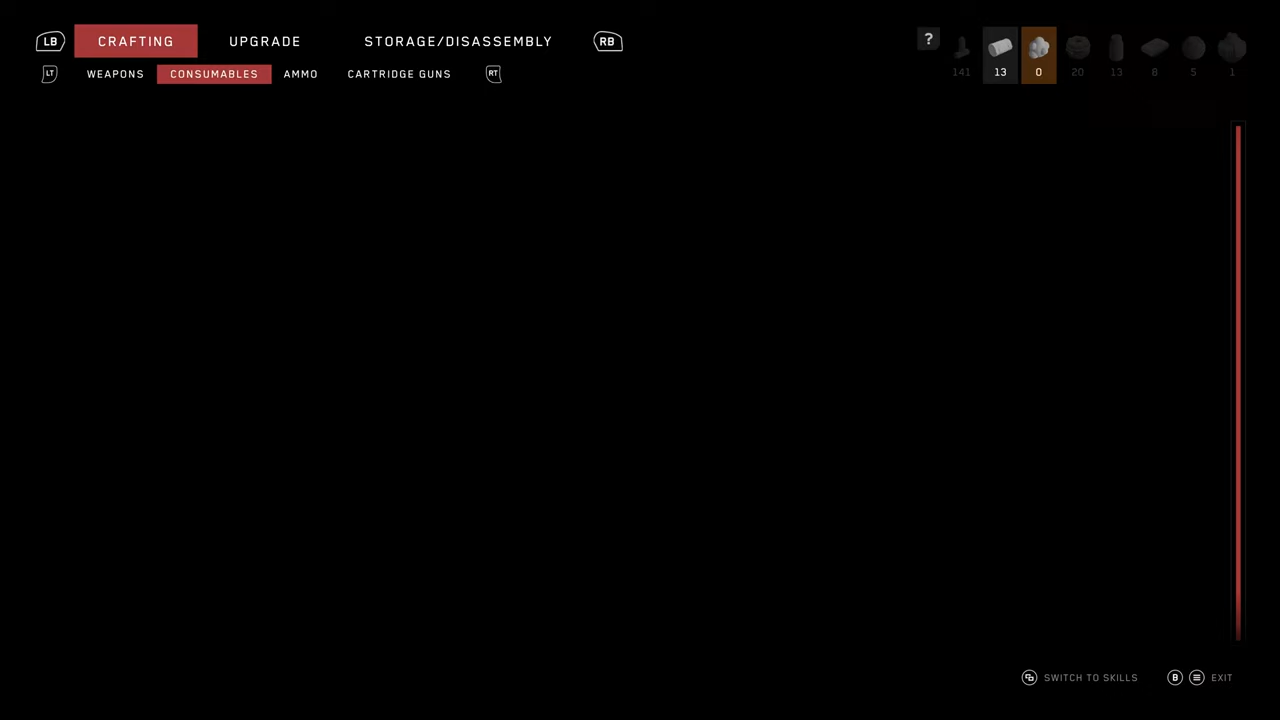 LB CRAFTING UPGRADE STORAGE/DISASSEMBLY RB ?
LT WEAPONS CONSUMABLES AMMO CARTRIDGE GUNS RT 141 13 0 20 13 8 5 1
SWITCH TO SKILLS B EXIT